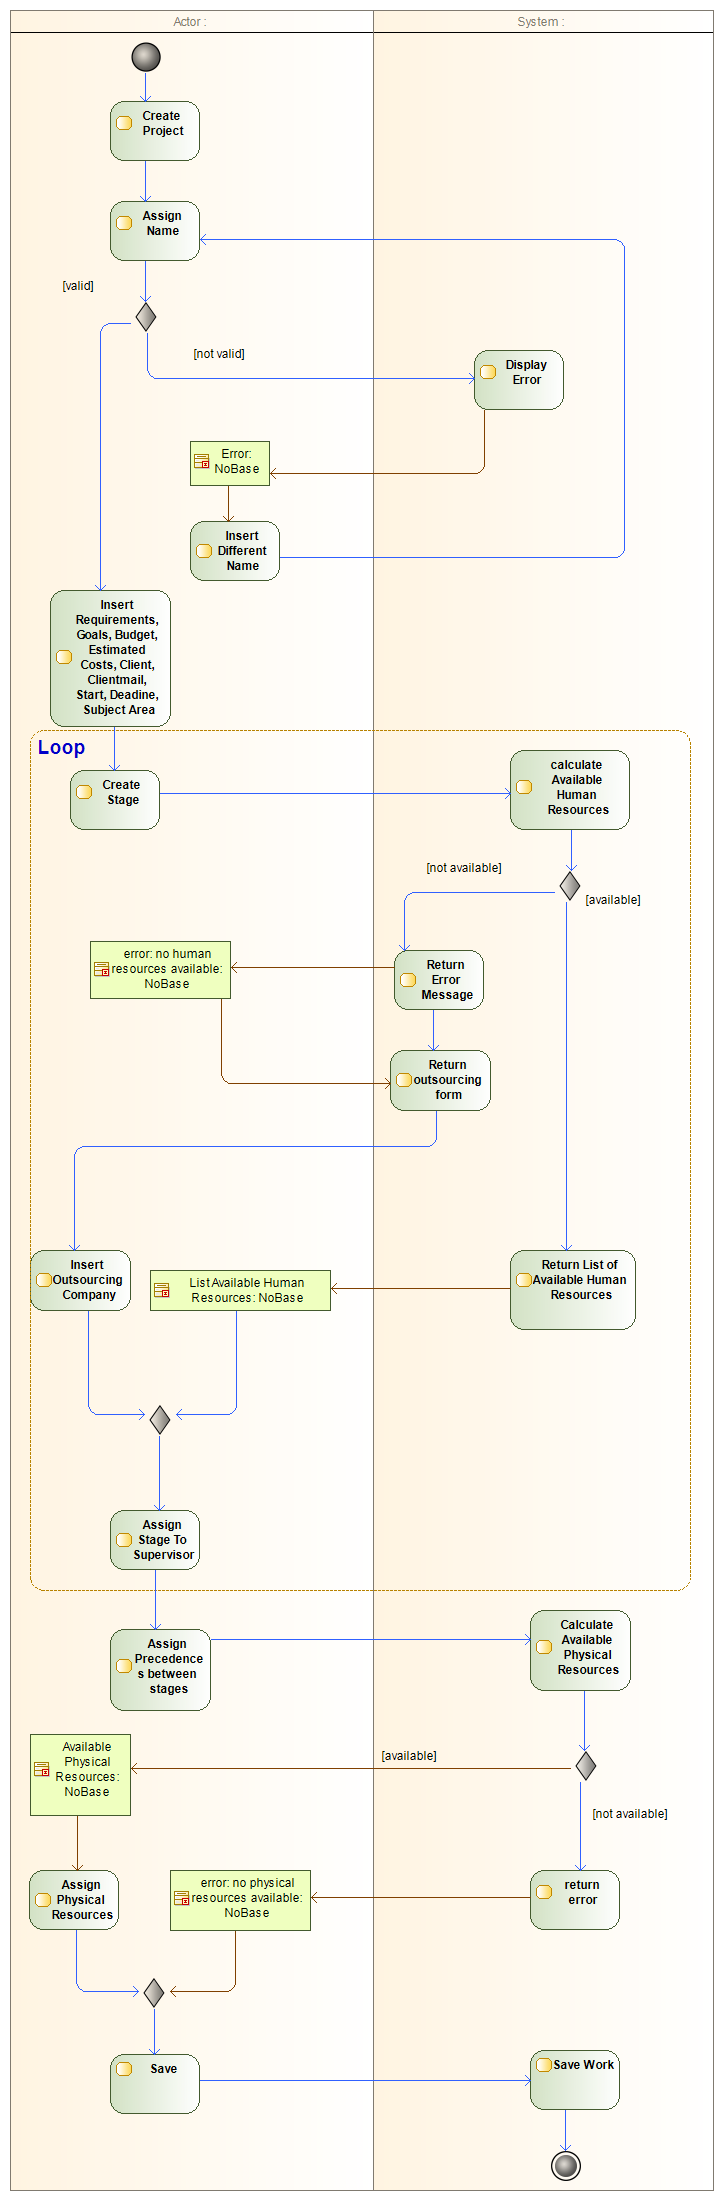 Actor :
System :
Create
Project
Assign
Name
[valid]
[not valid]
Display
Error
Error:
NoBase
Insert
Different
Name
Insert
Requirements,
Goals, Budget,
Estimated
Costs, Client,
Clientmail,
Start, Deadine,
Subject Area
Loop
Create
Stage
calculate
Available
Human
Resources
[not available]
[available]
error: no human
resources available:
NoBase
Return
Error
Message
Return
outsourcing
form
Insert
Outsourcing
Company
List Available Human
Resources: NoBase
Return List of
Available Human
Resources
Assign
Stage To
Supervisor
Assign
Precedence
s between
stages
Calculate
Available
Physical
Resources
Available
Physical
Resources:
NoBase
[available]
[not available]
Assign
Physical
Resources
error: no physical
resources available:
NoBase
return
error
Save
Save Work